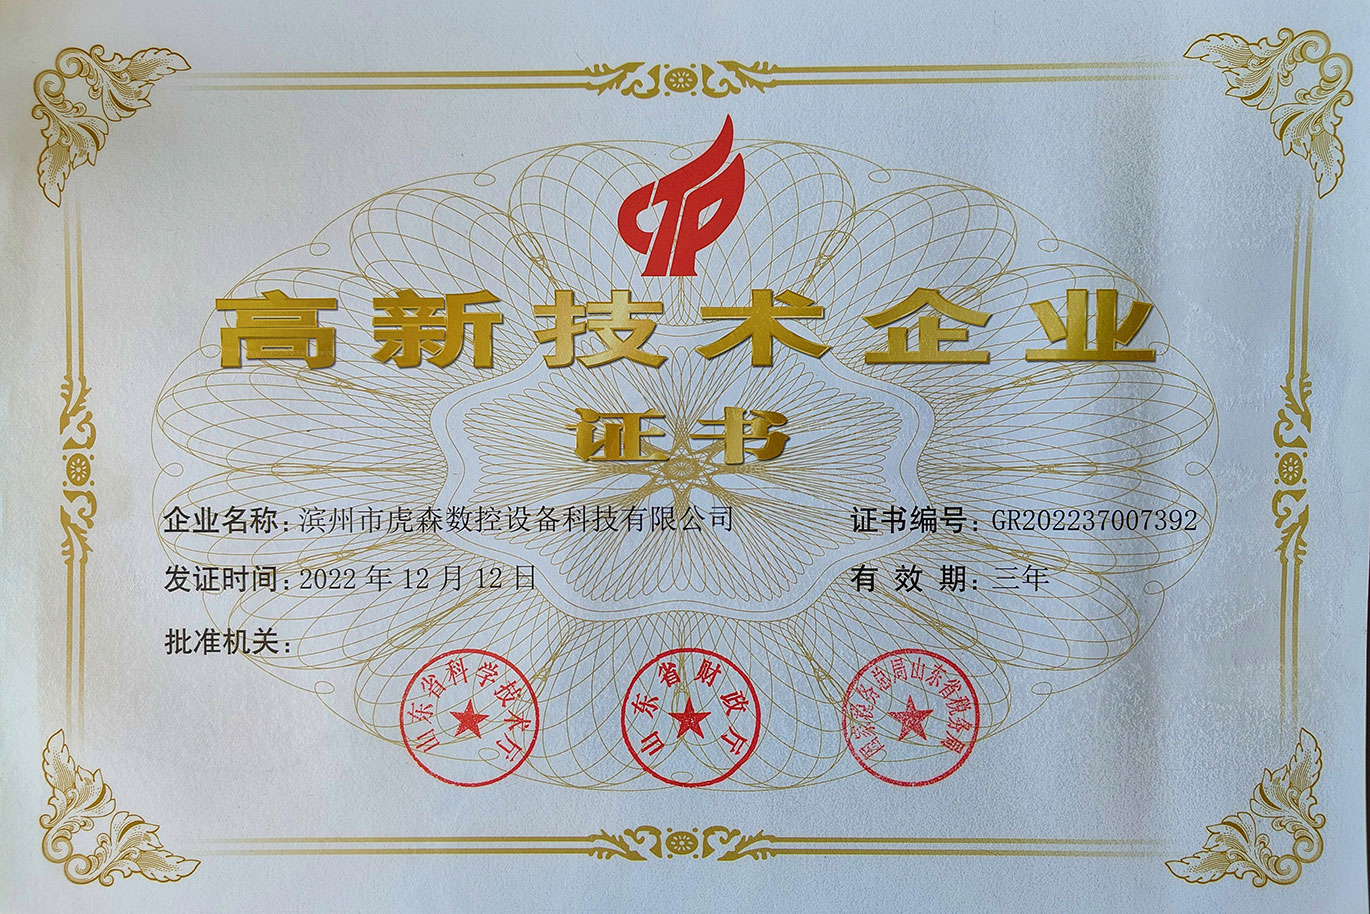 高新技术企业
证书
企业名称：滨州市虎森数控设备科技有限公司
证书编号：GR202237007392
发证时间：2022年12月12日
有效期：三年
批准机关：
山东省科学技术厅
山东省财政厅
国家税务总局山东省税务局